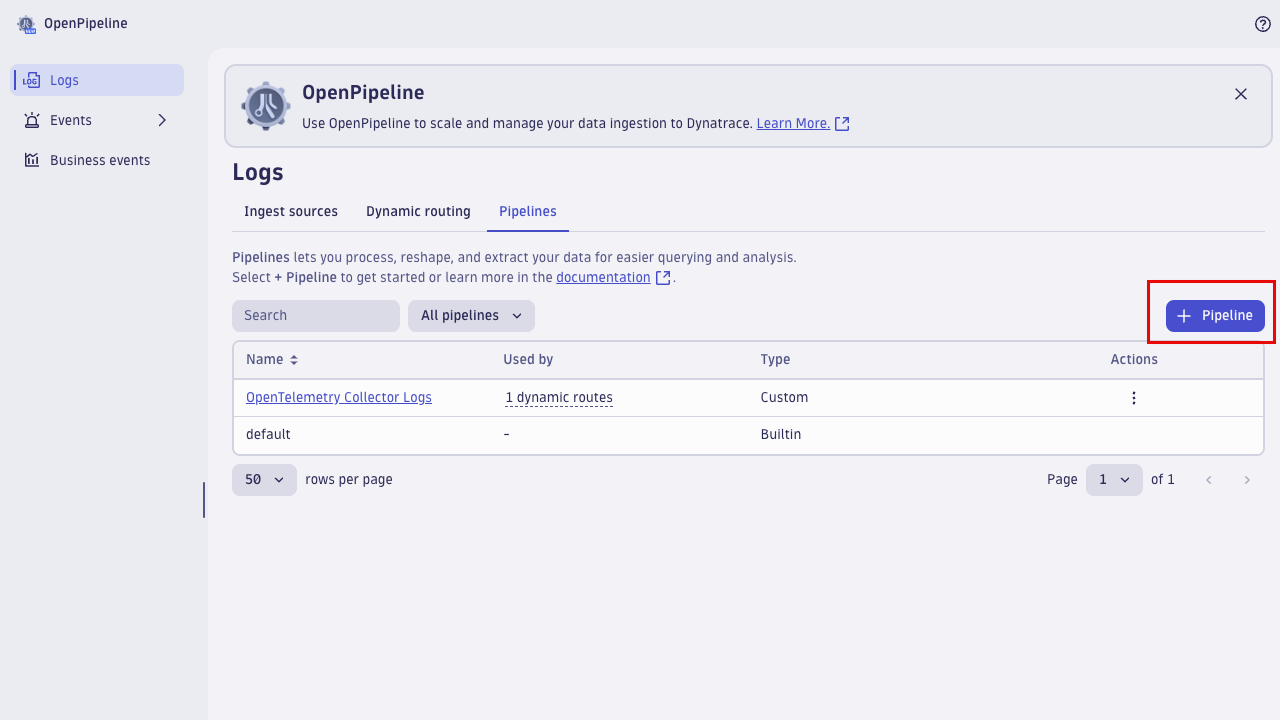 OpenPipeline
Logs
Events
Business events
OpenPipeline
Use OpenPipeline to scale and manage your data ingestion to Dynatrace. Learn More.
Logs
Ingest sources Dynamic routing Pipelines
Pipelines lets you process, reshape, and extract your data for easier querying and analysis.
Select + Pipeline to get started or learn more in the documentation .
Search All pipelines + Pipeline
Name Used by Type Actions
OpenTelemetry Collector Logs 1 dynamic routes Custom
default - Builtin
50 rows per page Page 1 of 1